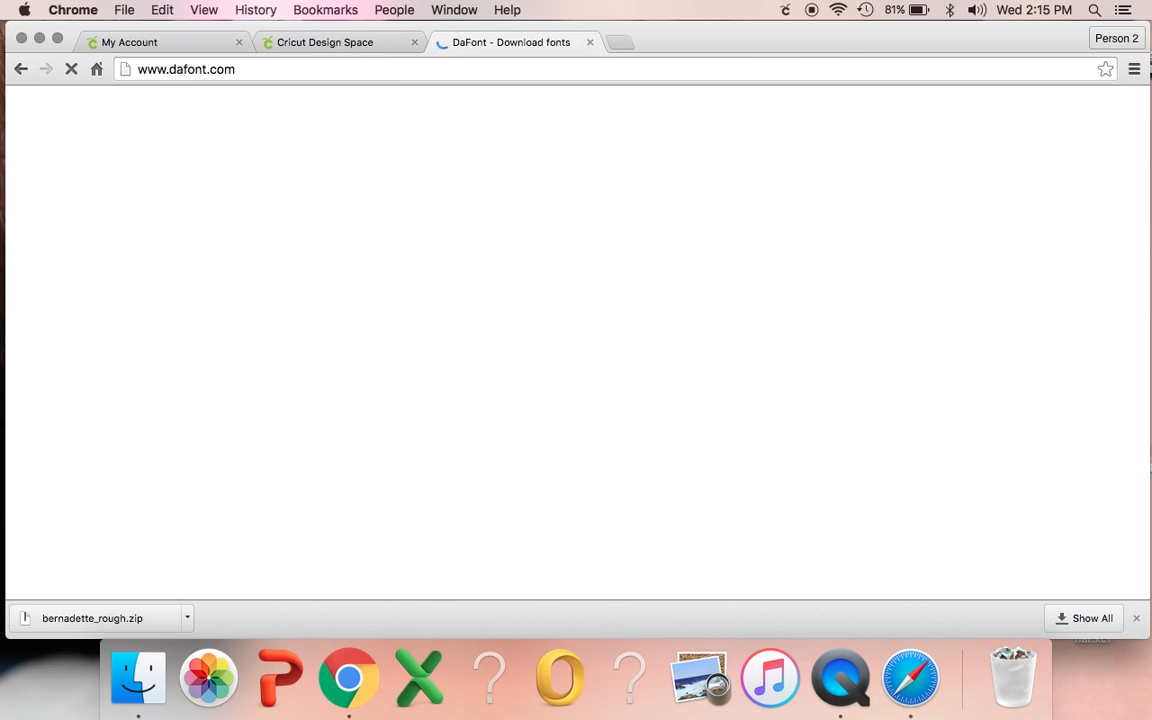 Chrome File Edit View History Bookmarks People Window Help 81% Wed 2:15 PM
My Account Cricut Design Space DaFont - Download fonts Person 2
www.dafont.com
bernadette_rough.zip Show All